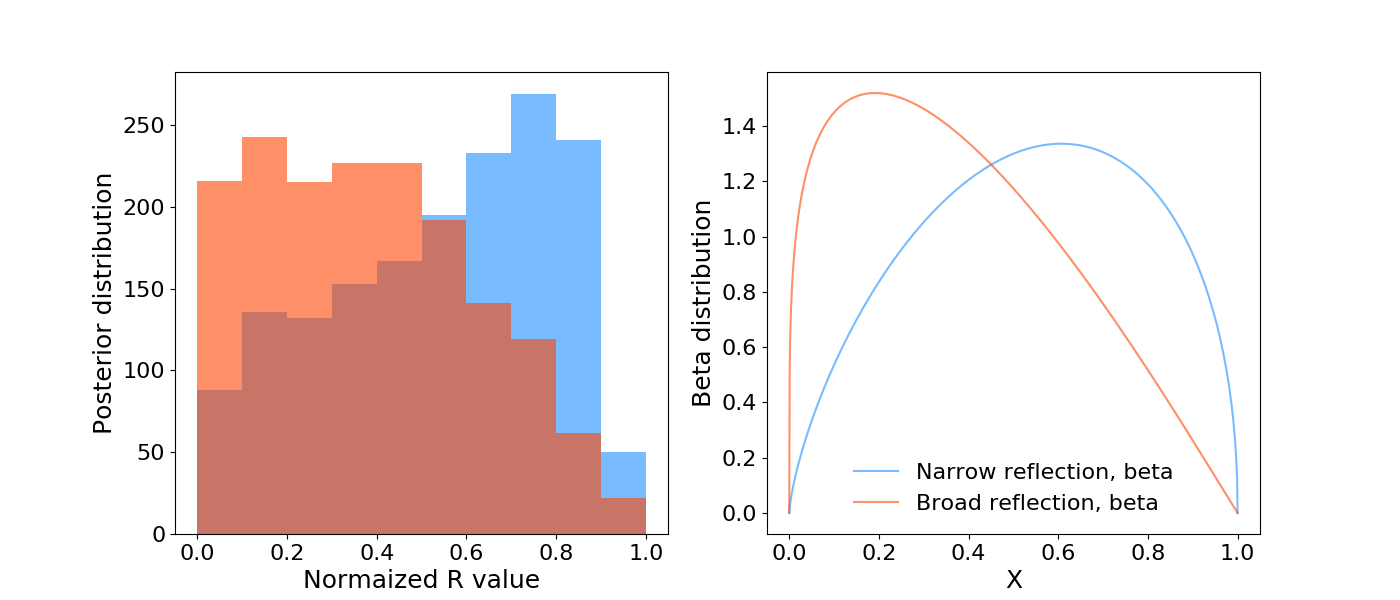 Posterior distribution
250
200
150
100
50
0
0.0 0.2 0.4 0.6 0.8 1.0
Normaized R value
Beta distribution
1.4
1.2
1.0
0.8
0.6
0.4
0.2
0.0
Narrow reflection, beta
Broad reflection, beta
0.0 0.2 0.4 0.6 0.8 1.0
X